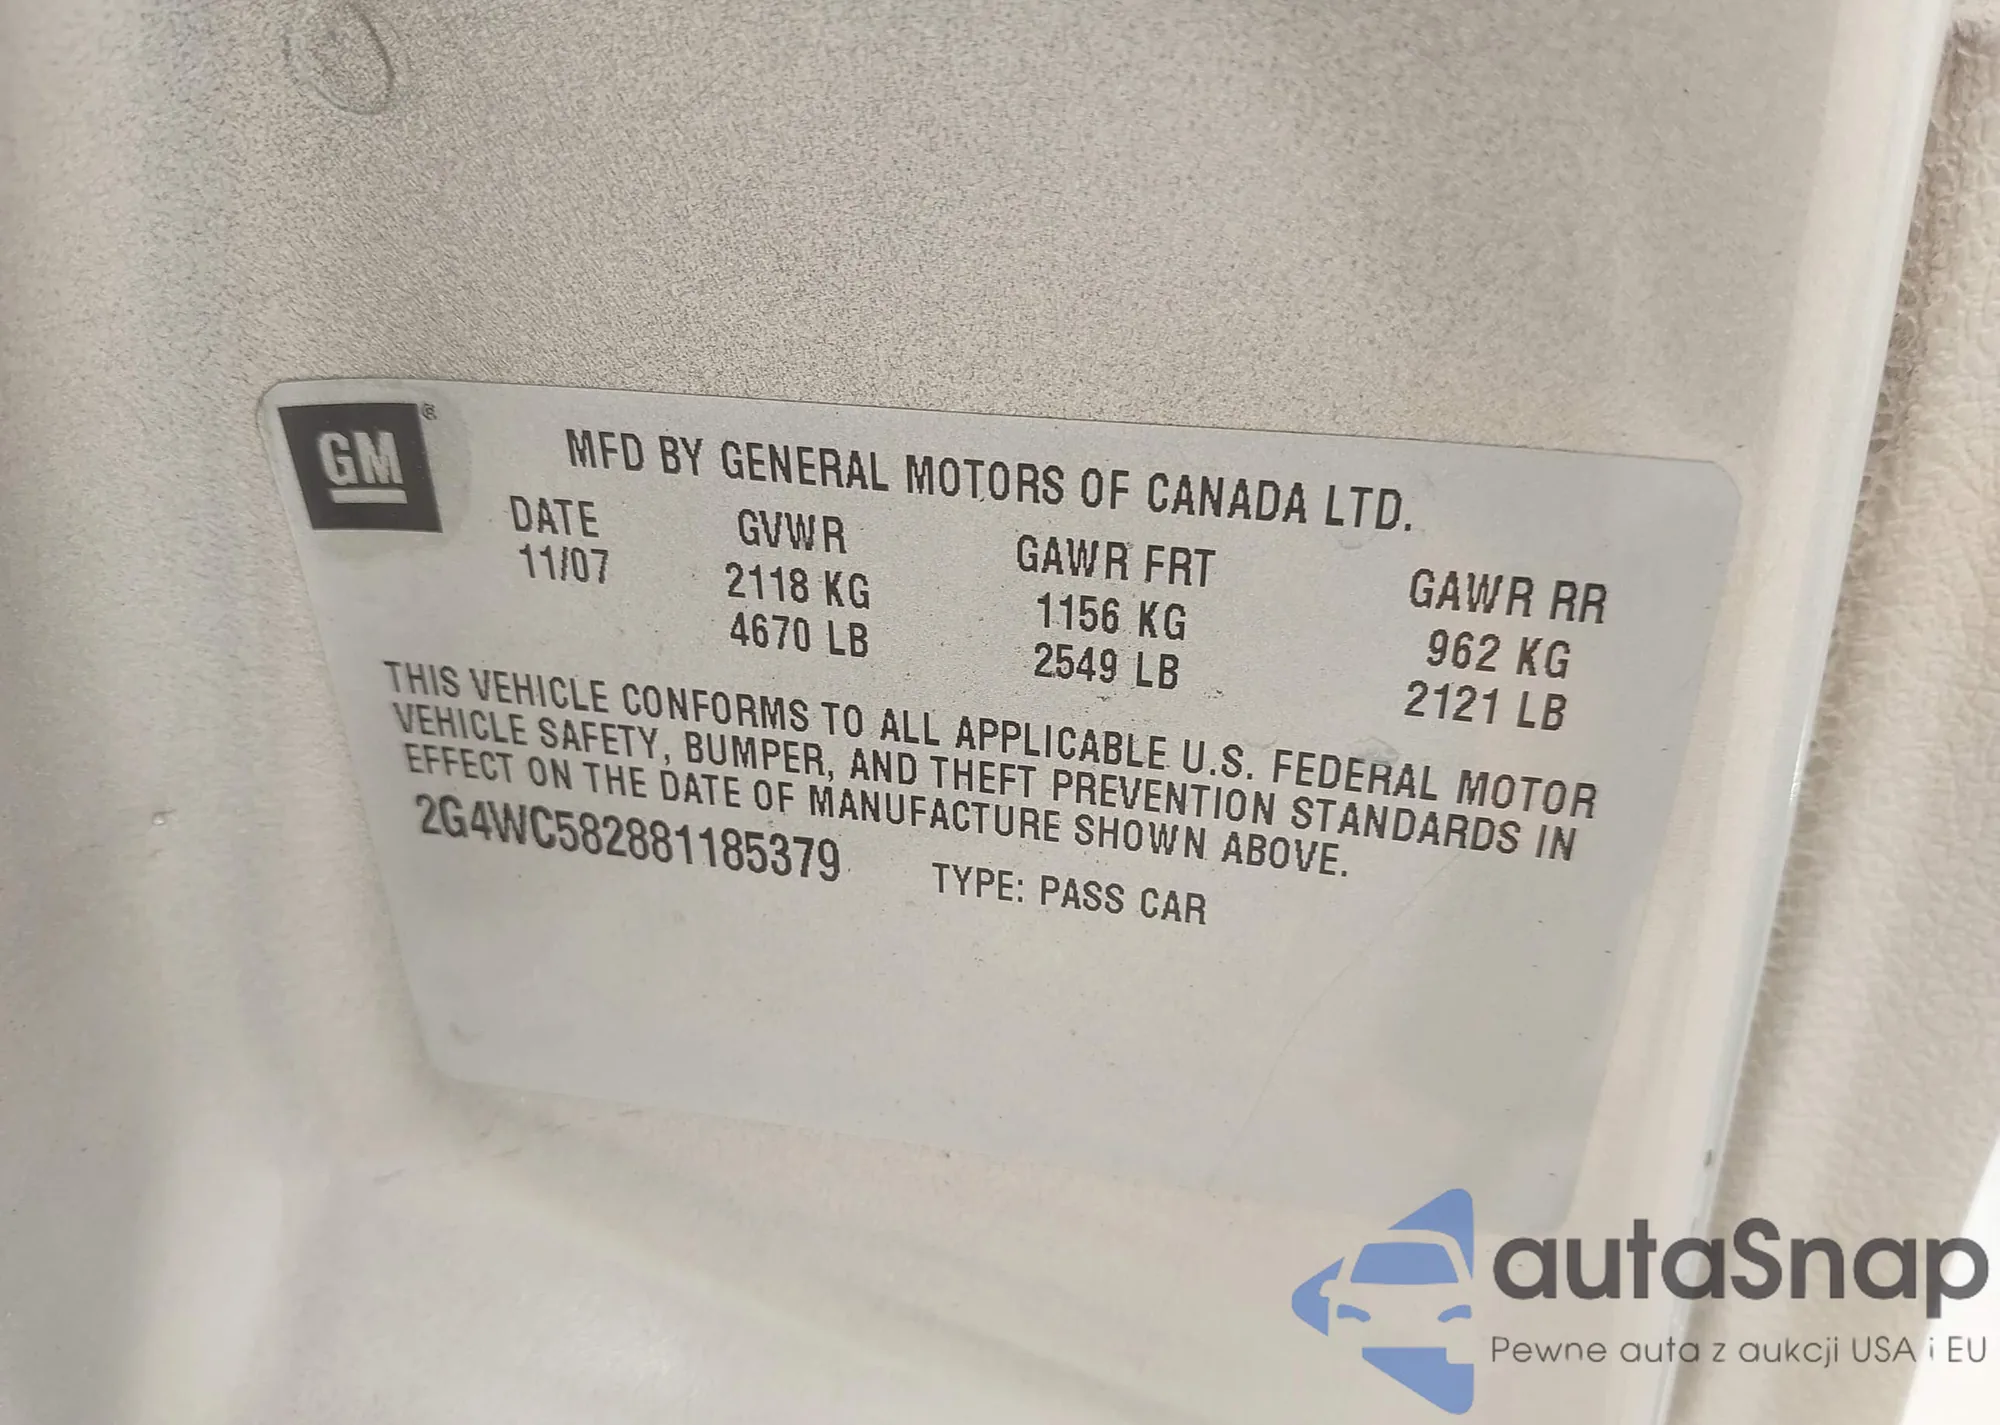 GM ®
MFD BY GENERAL MOTORS OF CANADA LTD.
DATE GVWR GAWR FRT GAWR RR
11/07 2118 KG 1156 KG 962 KG
4670 LB 2549 LB 2121 LB
THIS VEHICLE CONFORMS TO ALL APPLICABLE U.S. FEDERAL MOTOR
VEHICLE SAFETY, BUMPER, AND THEFT PREVENTION STANDARDS IN
EFFECT ON THE DATE OF MANUFACTURE SHOWN ABOVE.
2G4WC582881185379 TYPE: PASS CAR
autaSnap
Pewne auta z aukcji USA i EU